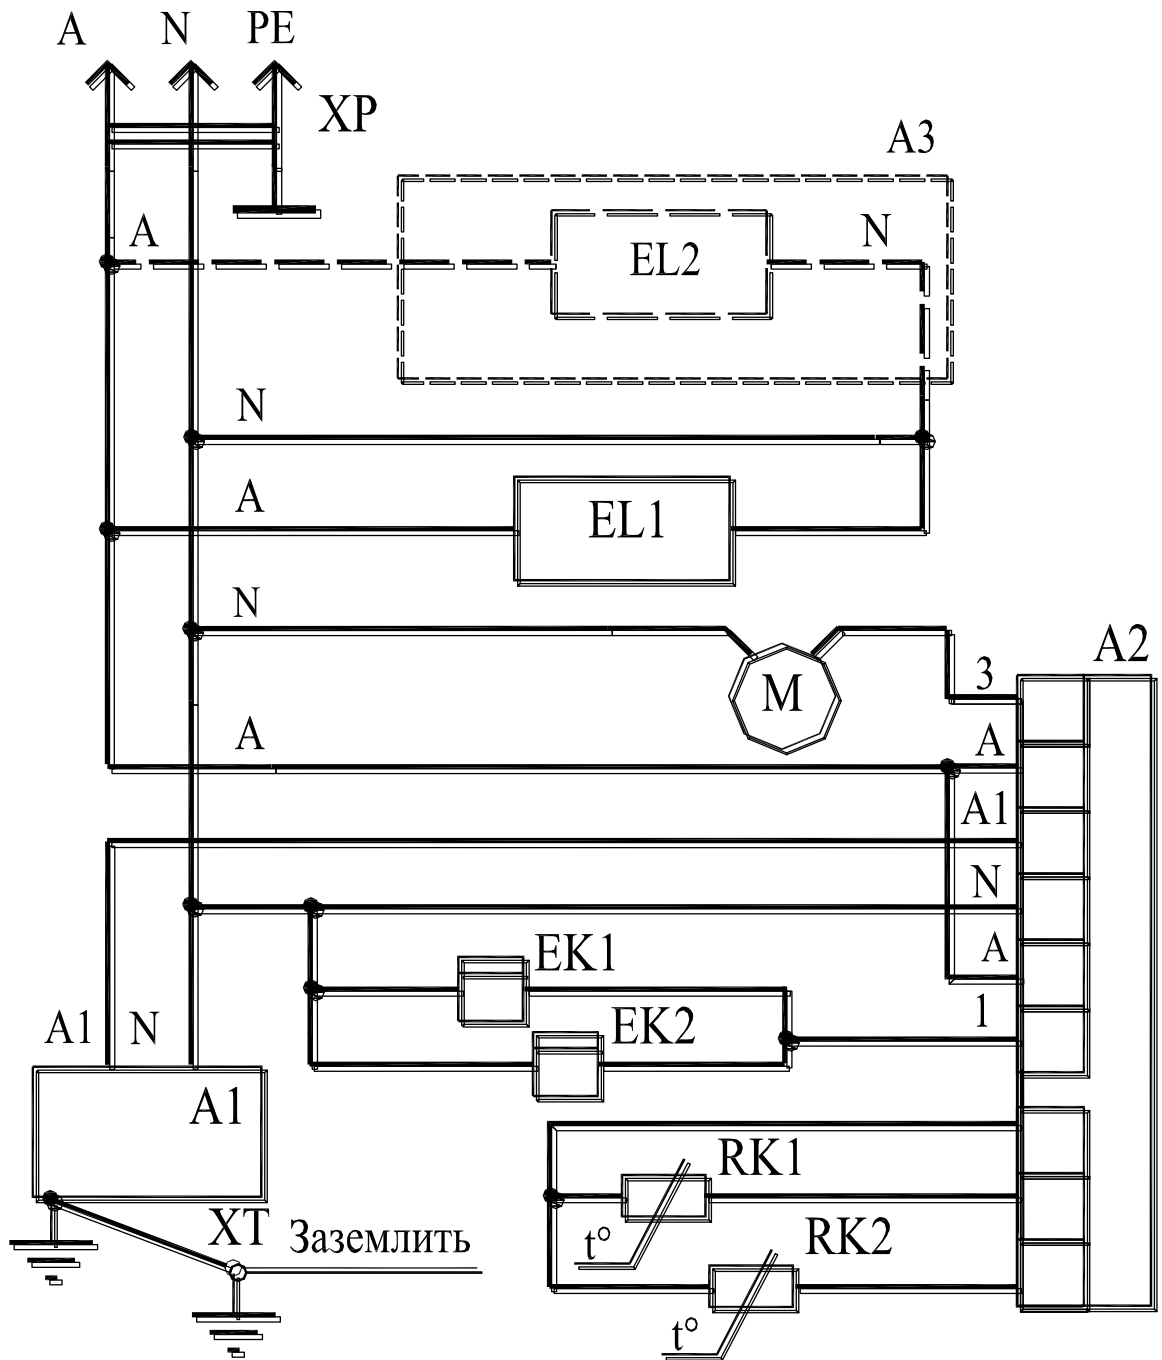 A N PE
XP
A3
A
EL2
N
N
A
EL1
N
A2
3
M
A
A
A1
N
EK1
A
1
A1 N
EK2
A1
RK1
XT
Заземлить
t°
RK2
t°